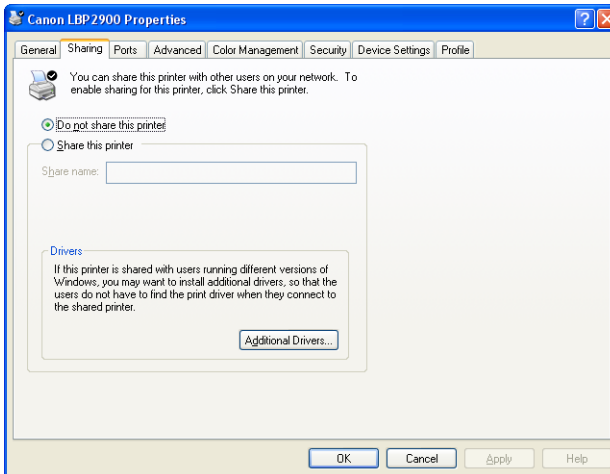 Canon LBP2900 Properties
General Sharing Ports Advanced Color Management Security Device Settings Profile
You can share this printer with other users on your network. To
enable sharing for this printer, click Share this printer.
Do not share this printer
Share this printer
Share name:
Drivers
If this printer is shared with users running different versions of
Windows, you may want to install additional drivers, so that the
users do not have to find the print driver when they connect to
the shared printer.
Additional Drivers...
OK Cancel Apply Help